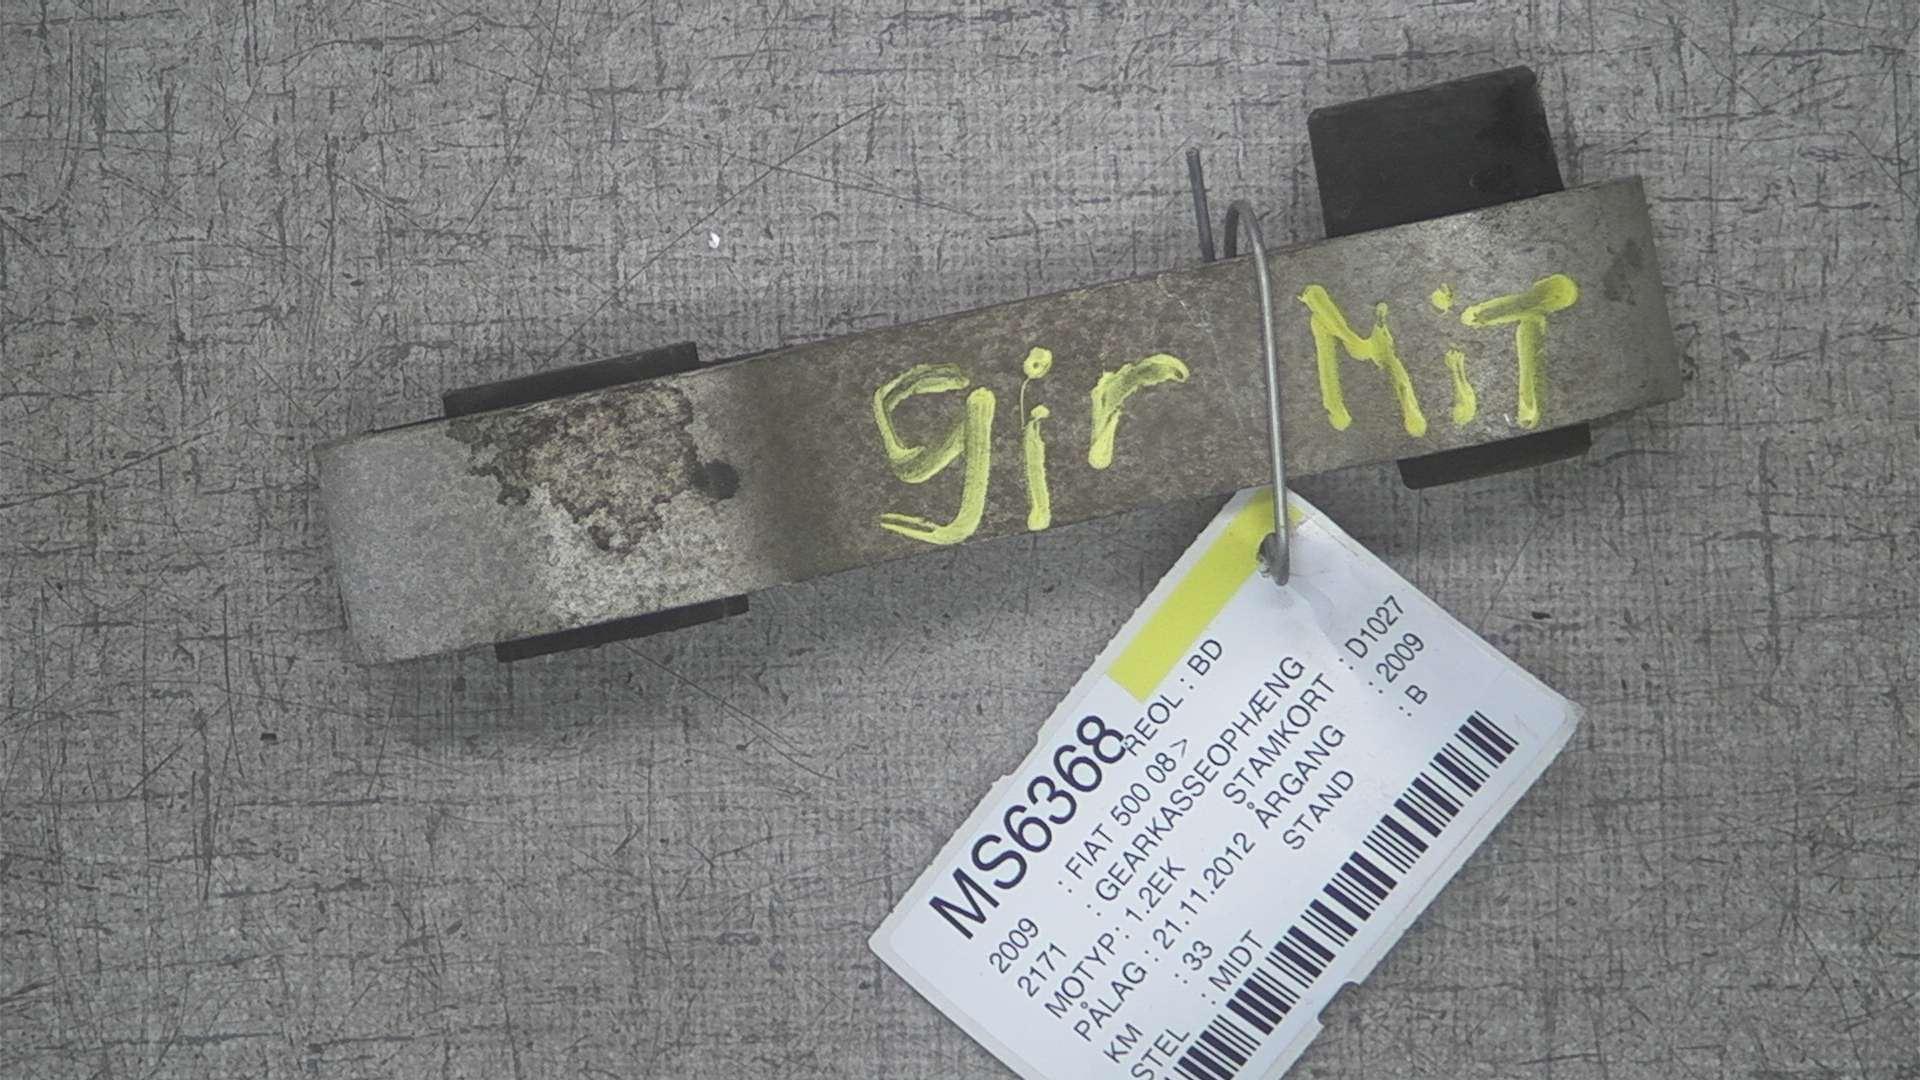 gir MiT
MS6368 REOL : BD
2009 : FIAT 500 08>
2171 : GEARKASSEOPHÆNG
MOTYP : 1.2EK STAMKORT : D1027
PÅLAG : 21.11.2012 ÅRGANG : 2009
KM : 33 STAND : B
STEL : MIDT